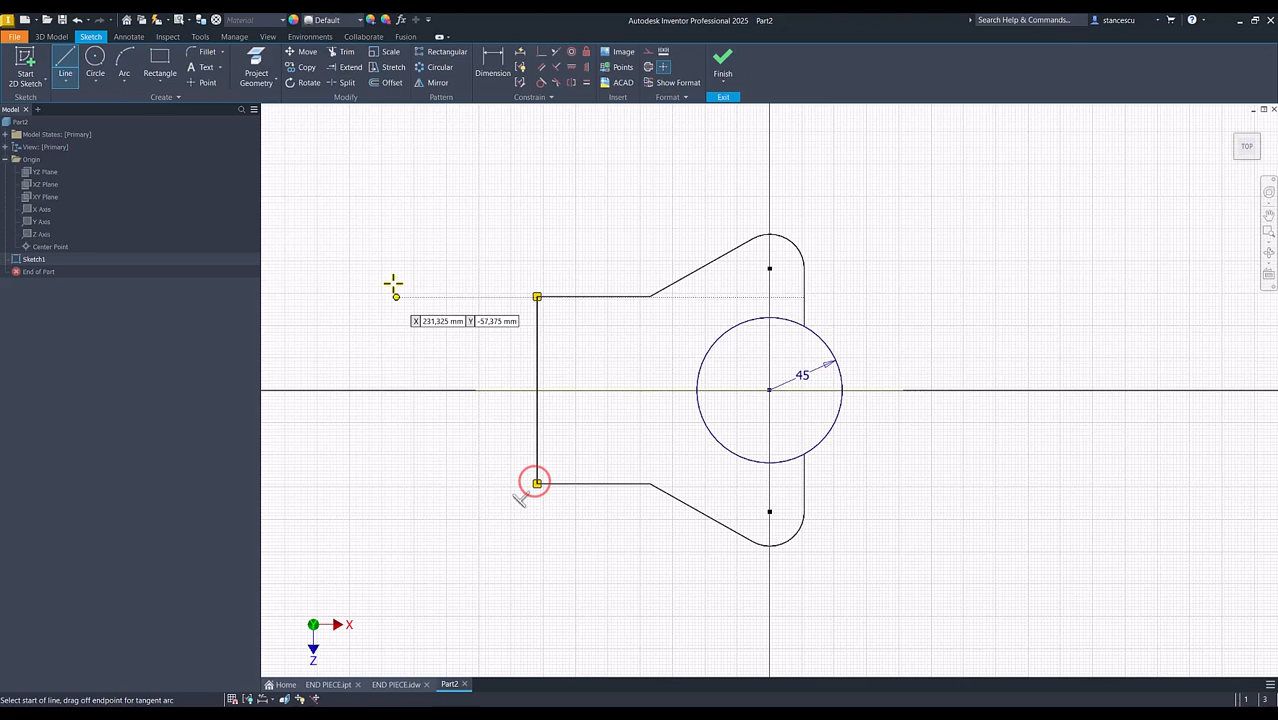 Material
Default
fx
Autodesk Inventor Professional 2025 Part2
Search Help & Commands...
stancescu
File 3D Model Sketch Annotate Inspect Tools View Manage Environments Collaborate Fusion
Start
2D Sketch
Line
Circle
Arc
Rectangle
Fillet
Text
Point
Project
Geometry
Move
Copy
Rotate
Trim
Extend
Split
Scale
Stretch
Offset
Rectangular
Circular
Mirror
Dimension
Image
Points
ACAD
Show Format
Finish
Sketch
Create
Modify
Pattern
Constrain
Insert
Format
Exit
Model
Part2
Model States: [Primary]
View: [Primary]
Origin
YZ Plane
XZ Plane
XY Plane
X Axis
Y Axis
Z Axis
Center Point
Sketch1
End of Part
TOP
X 231,325 mm Y -57,375 mm
45
Y X
Z
Home END PIECE.ipt END PIECE.idw Part2
Select start of line, drag off endpoint for tangent arc
1 3